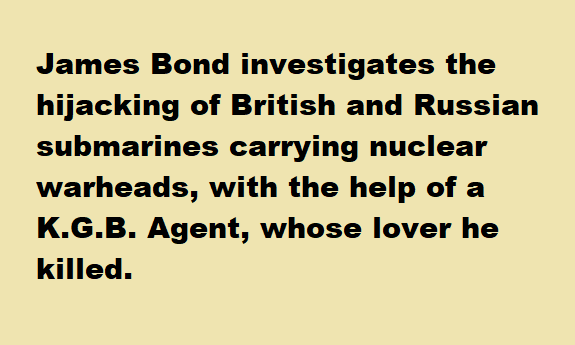 James Bond investigates the
hijacking of British and Russian
submarines carrying nuclear
warheads, with the help of a
K.G.B. Agent, whose lover he
killed.